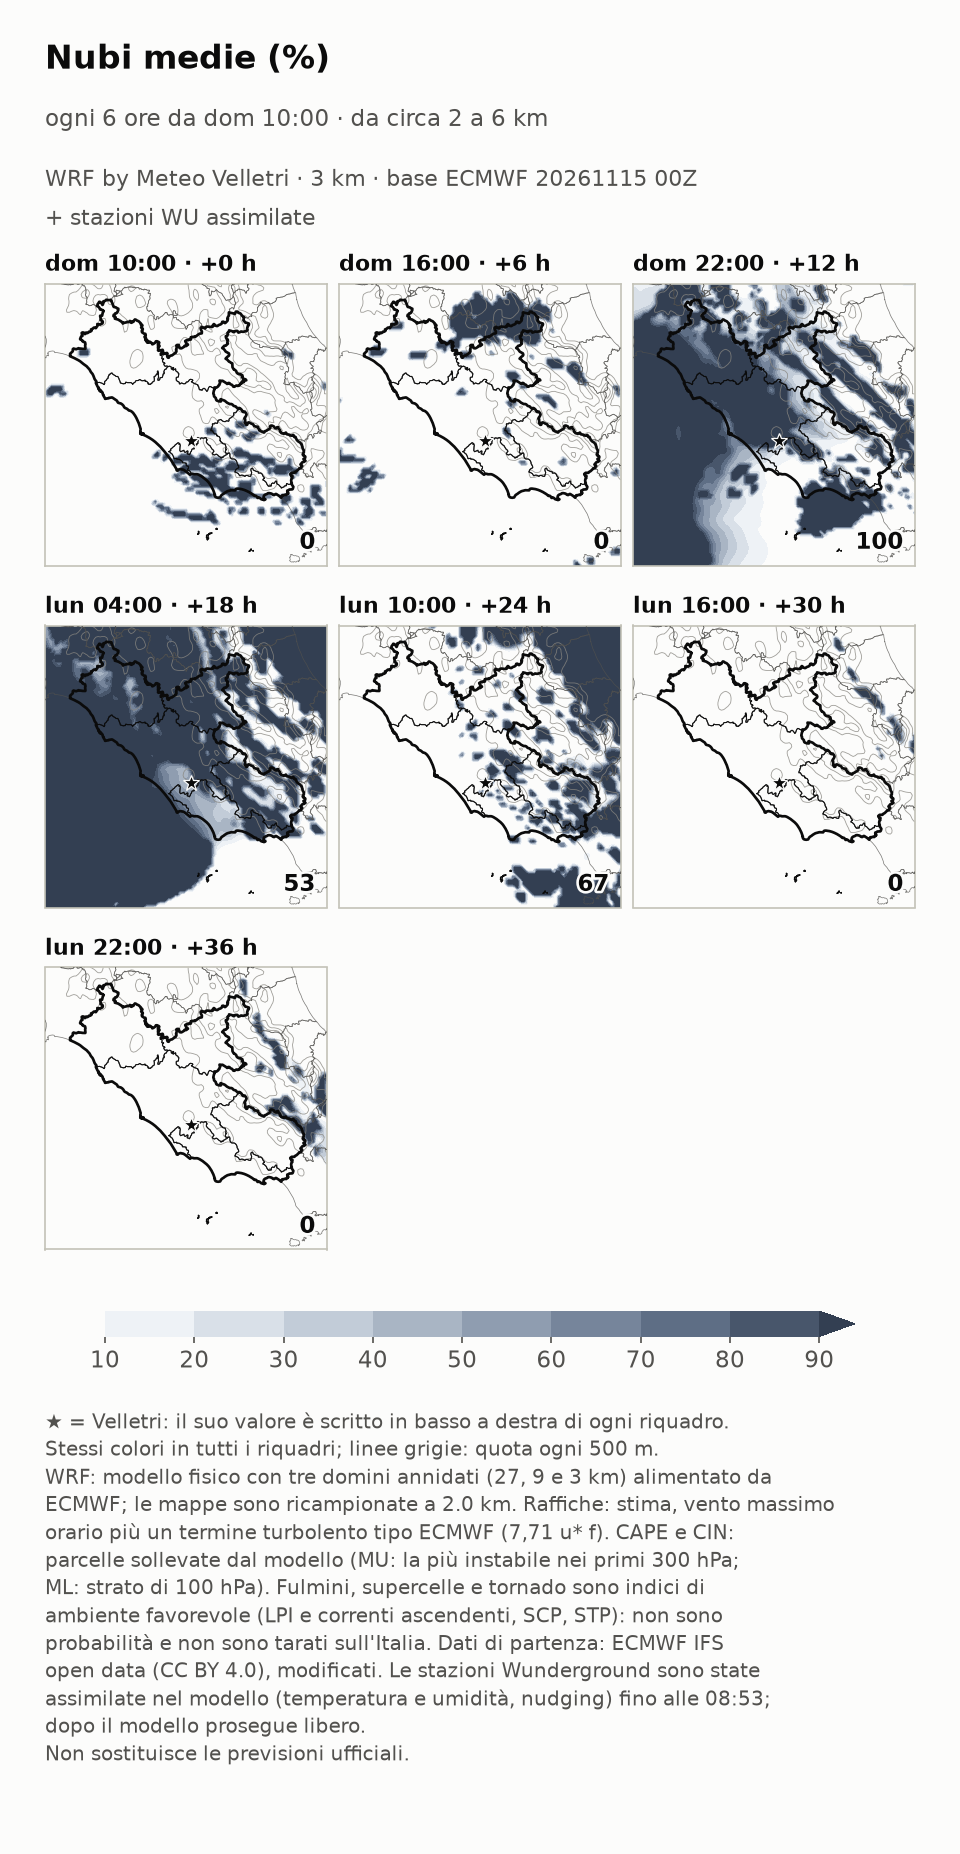 Nubi medie (%)
ogni 6 ore da dom 10:00 · da circa 2 a 6 km
WRF by Meteo Velletri · 3 km · base ECMWF 20261115 00Z
+ stazioni WU assimilate
dom 10:00 · +0 h
dom 16:00 · +6 h
dom 22:00 · +12 h
0
0
100
lun 04:00 · +18 h
lun 10:00 · +24 h
lun 16:00 · +30 h
53
67
0
lun 22:00 · +36 h
0
10 20 30 40 50 60 70 80 90
★ = Velletri: il suo valore è scritto in basso a destra di ogni riquadro.
Stessi colori in tutti i riquadri; linee grigie: quota ogni 500 m.
WRF: modello fisico con tre domini annidati (27, 9 e 3 km) alimentato da
ECMWF; le mappe sono ricampionate a 2.0 km. Raffiche: stima, vento massimo
orario più un termine turbolento tipo ECMWF (7,71 u* f). CAPE e CIN:
parcelle sollevate dal modello (MU: la più instabile nei primi 300 hPa;
ML: strato di 100 hPa). Fulmini, supercelle e tornado sono indici di
ambiente favorevole (LPI e correnti ascendenti, SCP, STP): non sono
probabilità e non sono tarati sull'Italia. Dati di partenza: ECMWF IFS
open data (CC BY 4.0), modificati. Le stazioni Wunderground sono state
assimilate nel modello (temperatura e umidità, nudging) fino alle 08:53;
dopo il modello prosegue libero.
Non sostituisce le previsioni ufficiali.